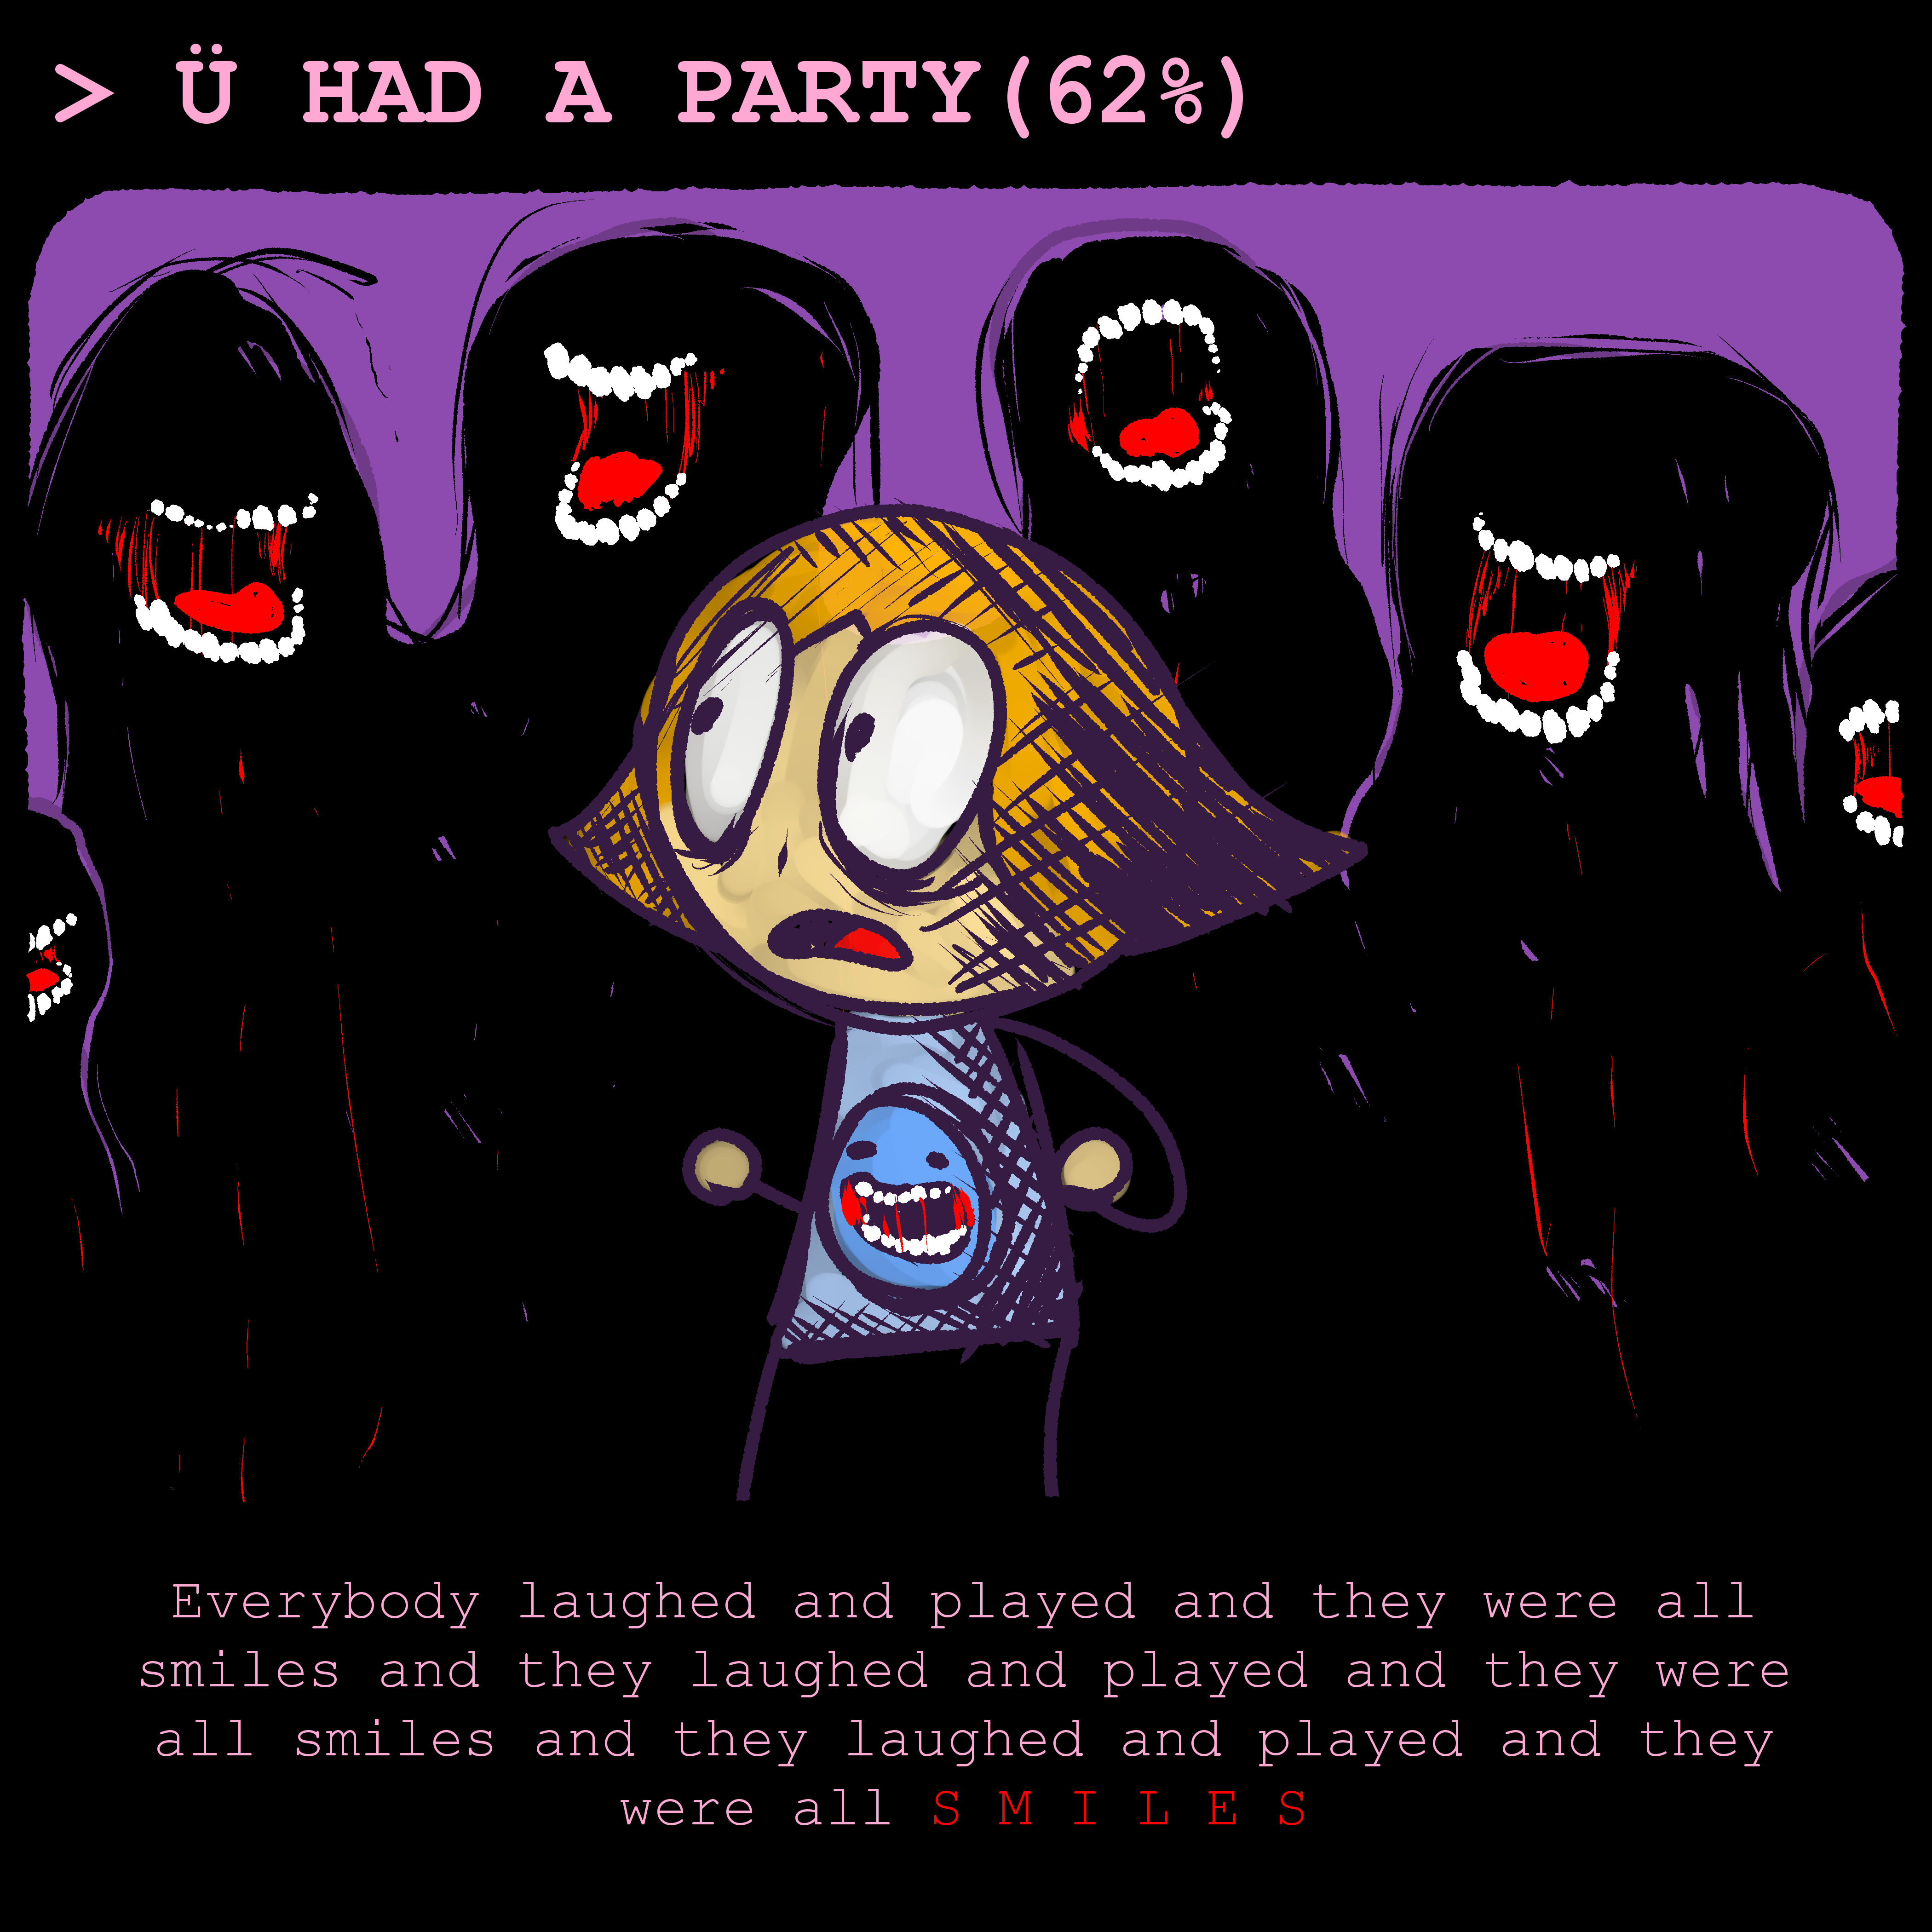 > Ü HAD A PARTY(62%)
Everybody laughed and played and they were all
smiles and they laughed and played and they were
all smiles and they laughed and played and they
were all S M I L E S